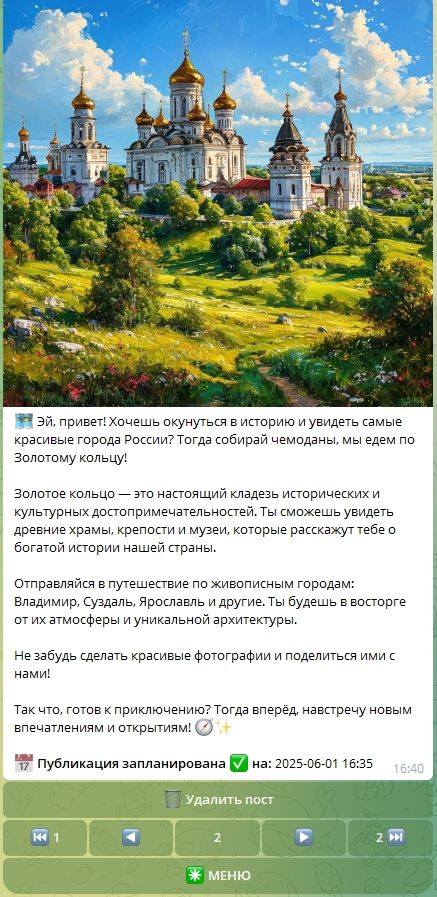 🗺️ Эй, привет! Хочешь окунуться в историю и увидеть самые
красивые города России? Тогда собирай чемоданы, мы едем по
Золотому кольцу!
Золотое кольцо — это настоящий кладезь исторических и
культурных достопримечательностей. Ты сможешь увидеть
древние храмы, крепости и музеи, которые расскажут тебе о
богатой истории нашей страны.
Отправляйся в путешествие по живописным городам:
Владимир, Суздаль, Ярославль и другие. Ты будешь в восторге
от их атмосферы и уникальной архитектуры.
Не забудь сделать красивые фотографии и поделиться ими с
нами!
Так что, готов к приключению? Тогда вперёд, навстречу новым
впечатлениям и открытиям! 🧭✨
📅 Публикация запланирована ✅ на: 2025-06-01 16:35
16:40
🗑️ Удалить пост
⏮️ 1 ◀️ 2 ▶️ 2 ⏭️
✳️ МЕНЮ